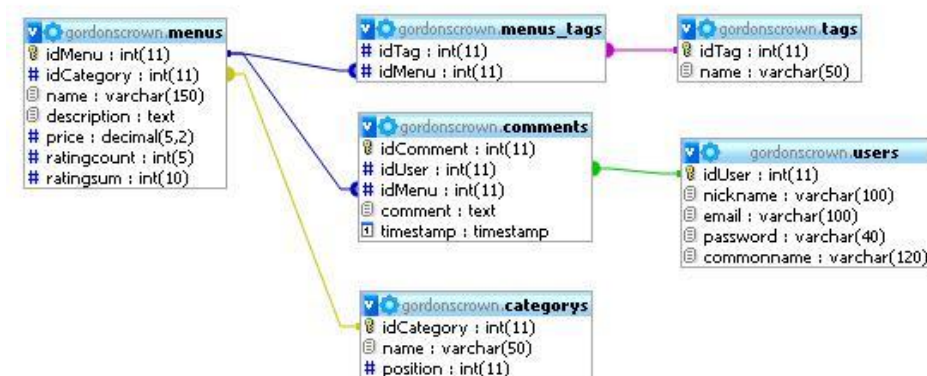 gordonscrown.menus
idMenu : int(11)
# idCategory : int(11)
name : varchar(150)
description : text
# price : decimal(5,2)
# ratingcount : int(5)
# ratingsum : int(10)
gordonscrown.menus_tags
# idTag : int(11)
# idMenu : int(11)
gordonscrown.tags
idTag : int(11)
name : varchar(50)
gordonscrown.comments
idComment : int(11)
# idUser : int(11)
# idMenu : int(11)
comment : text
timestamp : timestamp
gordonscrown.users
idUser : int(11)
nickname : varchar(100)
email : varchar(100)
password : varchar(40)
commonname : varchar(120)
gordonscrown.categorys
idCategory : int(11)
name : varchar(50)
# position : int(11)